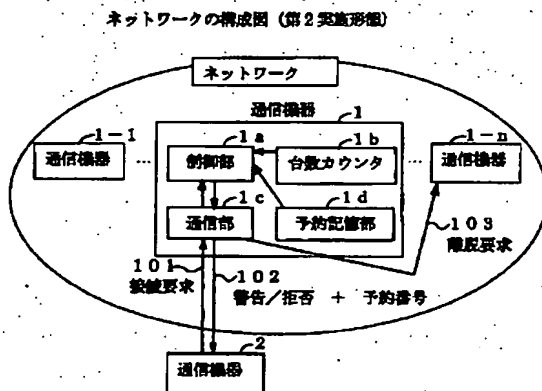 ネットワークの構成図(第2実施形態)
ネットワーク
通信機器
1
1-1
通信機器
…
1a
制御部
1b
台数カウンタ
…
1-n
通信機器
1c
通信部
1d
予約記憶部
103
離脱要求
101
接続要求
102
警告/拒否 + 予約番号
2
通信機器